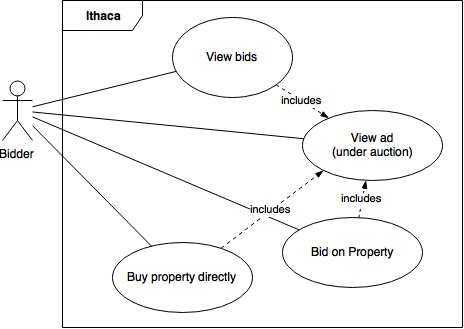 Ithaca
View bids
includes
View ad
(under auction)
Bidder
includes
includes
Bid on Property
Buy property directly